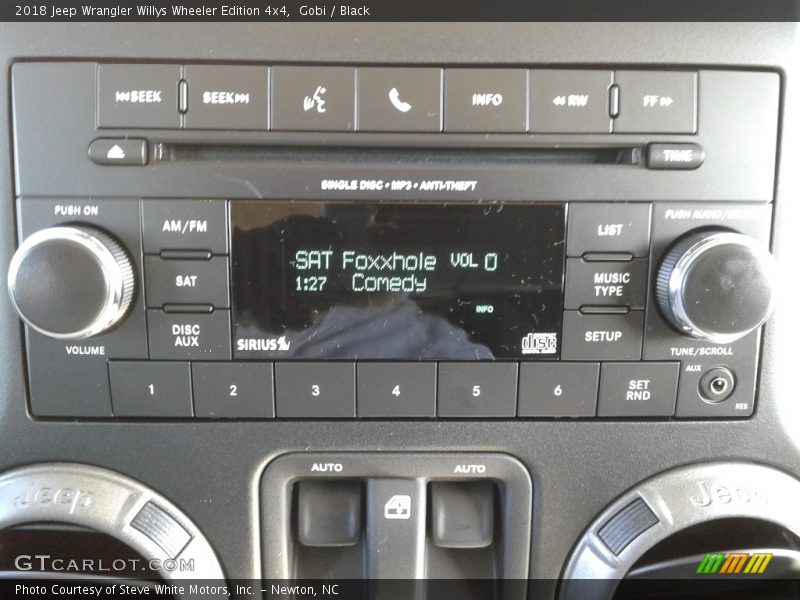 2018 Jeep Wrangler Willys Wheeler Edition 4x4,  Gobi / Black
SEEK
SEEK
INFO
RW
FF
TIME
SINGLE DISC • MP3 • ANTI-THEFT
PUSH ON
AM/FM
SAT
DISC AUX
VOLUME
SAT Foxxhole VOL 0
1:27 Comedy
INFO
SIRIUS
disc
LIST
MUSIC TYPE
SETUP
PUSH AUDIO/SELECT
TUNE/SCROLL
AUX
RES
1
2
3
4
5
6
SET RND
AUTO
AUTO
Jeep
Jeep
GTCARLOT.COM
Photo Courtesy of Steve White Motors, Inc. – Newton, NC